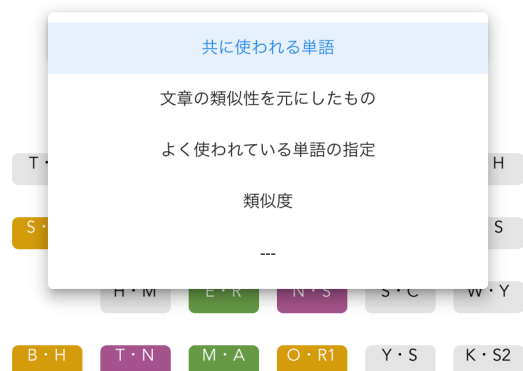 共に使われる単語
文章の類似性を元にしたもの
よく使われている単語の指定
類似度
---
T・
H
S・
S
H・M
E・R
N・S
S・C
W・Y
B・H
T・N
M・A
O・R1
Y・S
K・S2